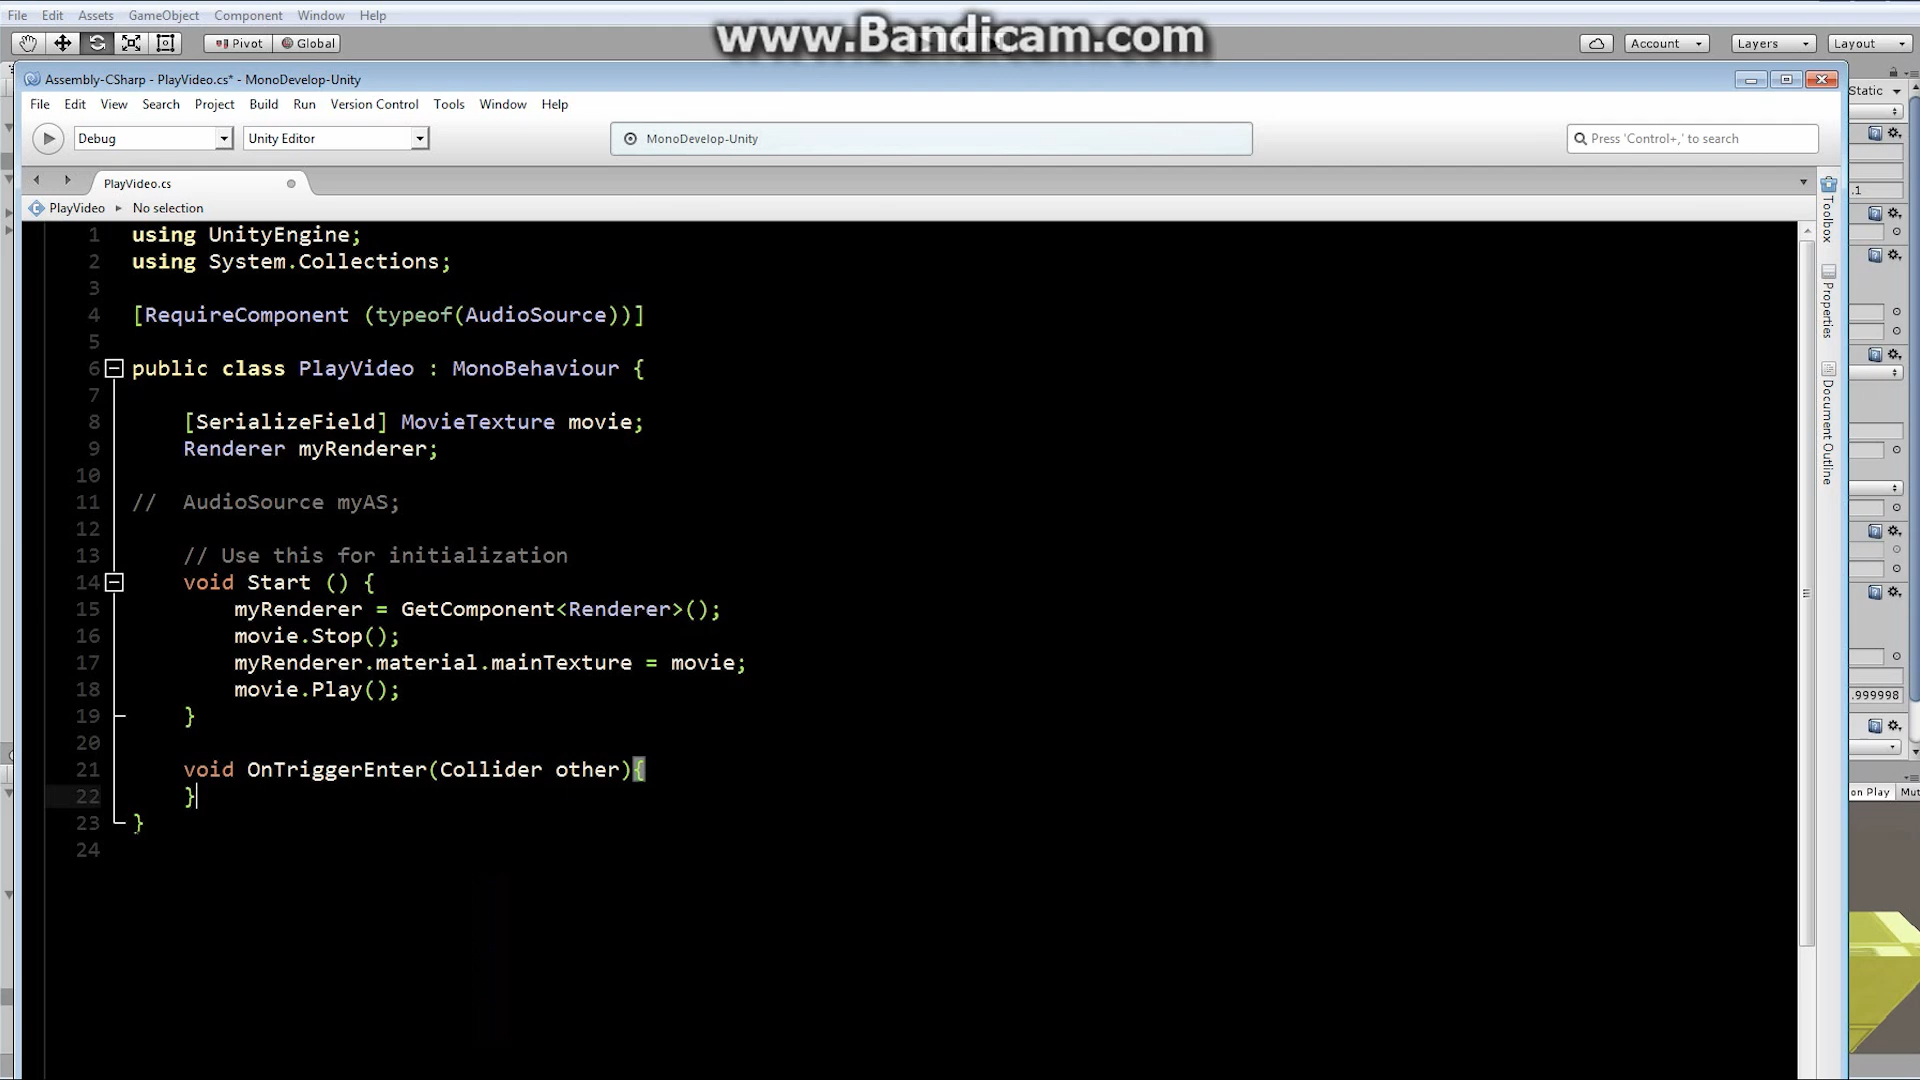 File Edit Assets GameObject Component Window Help
www.Bandicam.com
Pivot Global Account Layers Layout
Assembly-CSharp - PlayVideo.cs* - MonoDevelop-Unity
Static
File Edit View Search Project Build Run Version Control Tools Window Help
Debug Unity Editor MonoDevelop-Unity Press 'Control+,' to search
PlayVideo.cs
PlayVideo No selection
Toolbox
Properties
Document Outline
.1
.999998
on Play Mut
1 using UnityEngine;
2 using System.Collections;
3
4 [RequireComponent (typeof(AudioSource))]
5
6 public class PlayVideo : MonoBehaviour {
7
8 [SerializeField] MovieTexture movie;
9 Renderer myRenderer;
10
11 // AudioSource myAS;
12
13 // Use this for initialization
14 void Start () {
15 myRenderer = GetComponent<Renderer>();
16 movie.Stop();
17 myRenderer.material.mainTexture = movie;
18 movie.Play();
19 }
20
21 void OnTriggerEnter(Collider other){
22 }
23 }
24